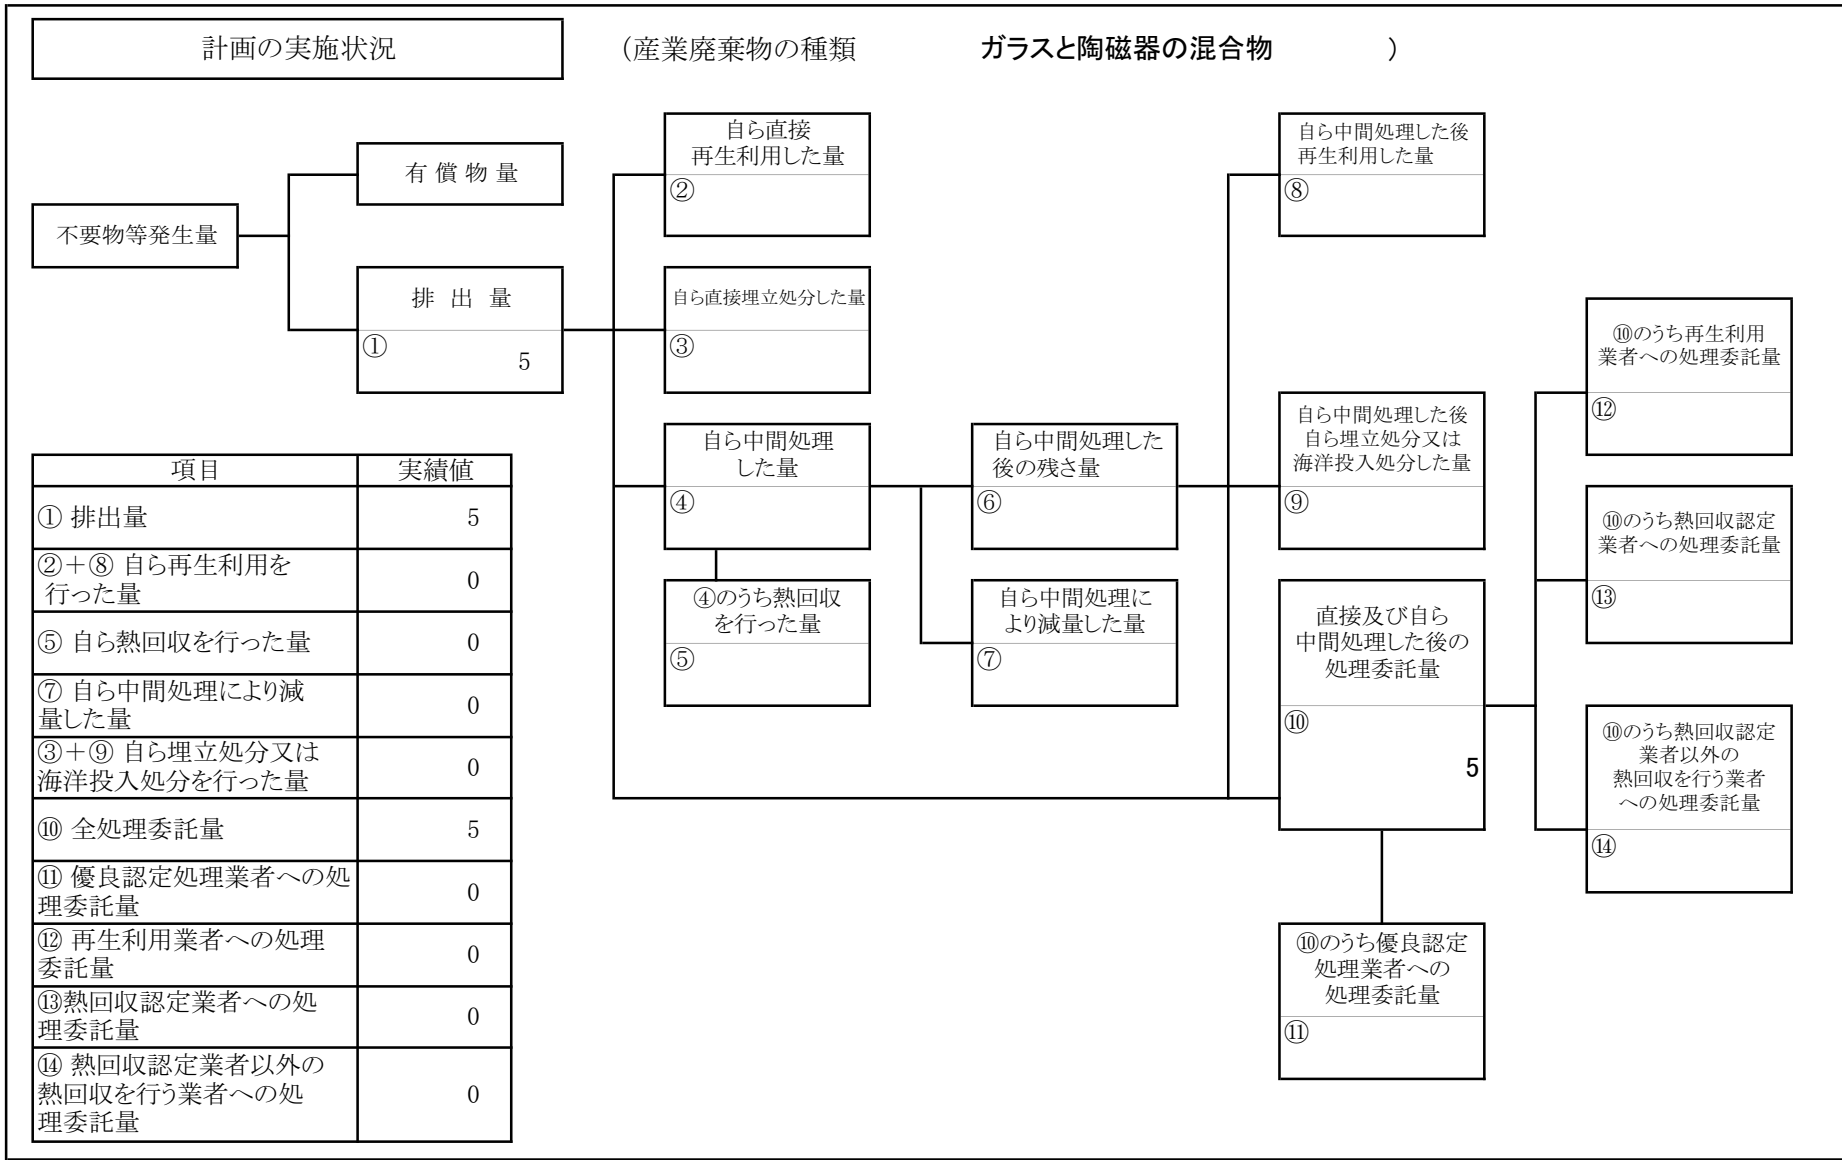 計画の実施状況
(産業廃棄物の種類 ガラスと陶磁器の混合物 )
不要物等発生量
有償物量
排出量
①
5
自ら直接
再生利用した量
②
自ら直接埋立処分した量
③
自ら中間処理
した量
④
④のうち熱回収
を行った量
⑤
自ら中間処理した
後の残さ量
⑥
自ら中間処理に
より減量した量
⑦
自ら中間処理した後
再生利用した量
⑧
自ら中間処理した後
自ら埋立処分又は
海洋投入処分した量
⑨
直接及び自ら
中間処理した後の
処理委託量
⑩
5
⑩のうち優良認定
処理業者への
処理委託量
⑪
⑩のうち再生利用
業者への処理委託量
⑫
⑩のうち熱回収認定
業者への処理委託量
⑬
⑩のうち熱回収認定
業者以外の
熱回収を行う業者
への処理委託量
⑭
項目 実績値
① 排出量 5
②+⑧ 自ら再生利用を
行った量 0
⑤ 自ら熱回収を行った量 0
⑦ 自ら中間処理により減
量した量 0
③+⑨ 自ら埋立処分又は
海洋投入処分を行った量 0
⑩ 全処理委託量 5
⑪ 優良認定処理業者への処
理委託量 0
⑫ 再生利用業者への処理
委託量 0
⑬熱回収認定業者への処
理委託量 0
⑭ 熱回収認定業者以外の
熱回収を行う業者への処
理委託量 0